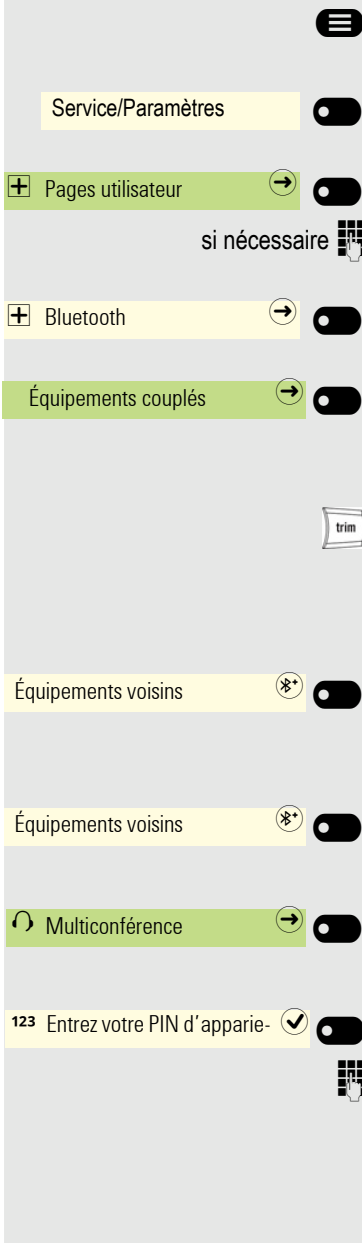 Service/Paramètres
Pages utilisateur
si nécessaire
Bluetooth
Équipements couplés
trim
Équipements voisins
Équipements voisins
Multiconférence
123 Entrez votre PIN d'apparie-